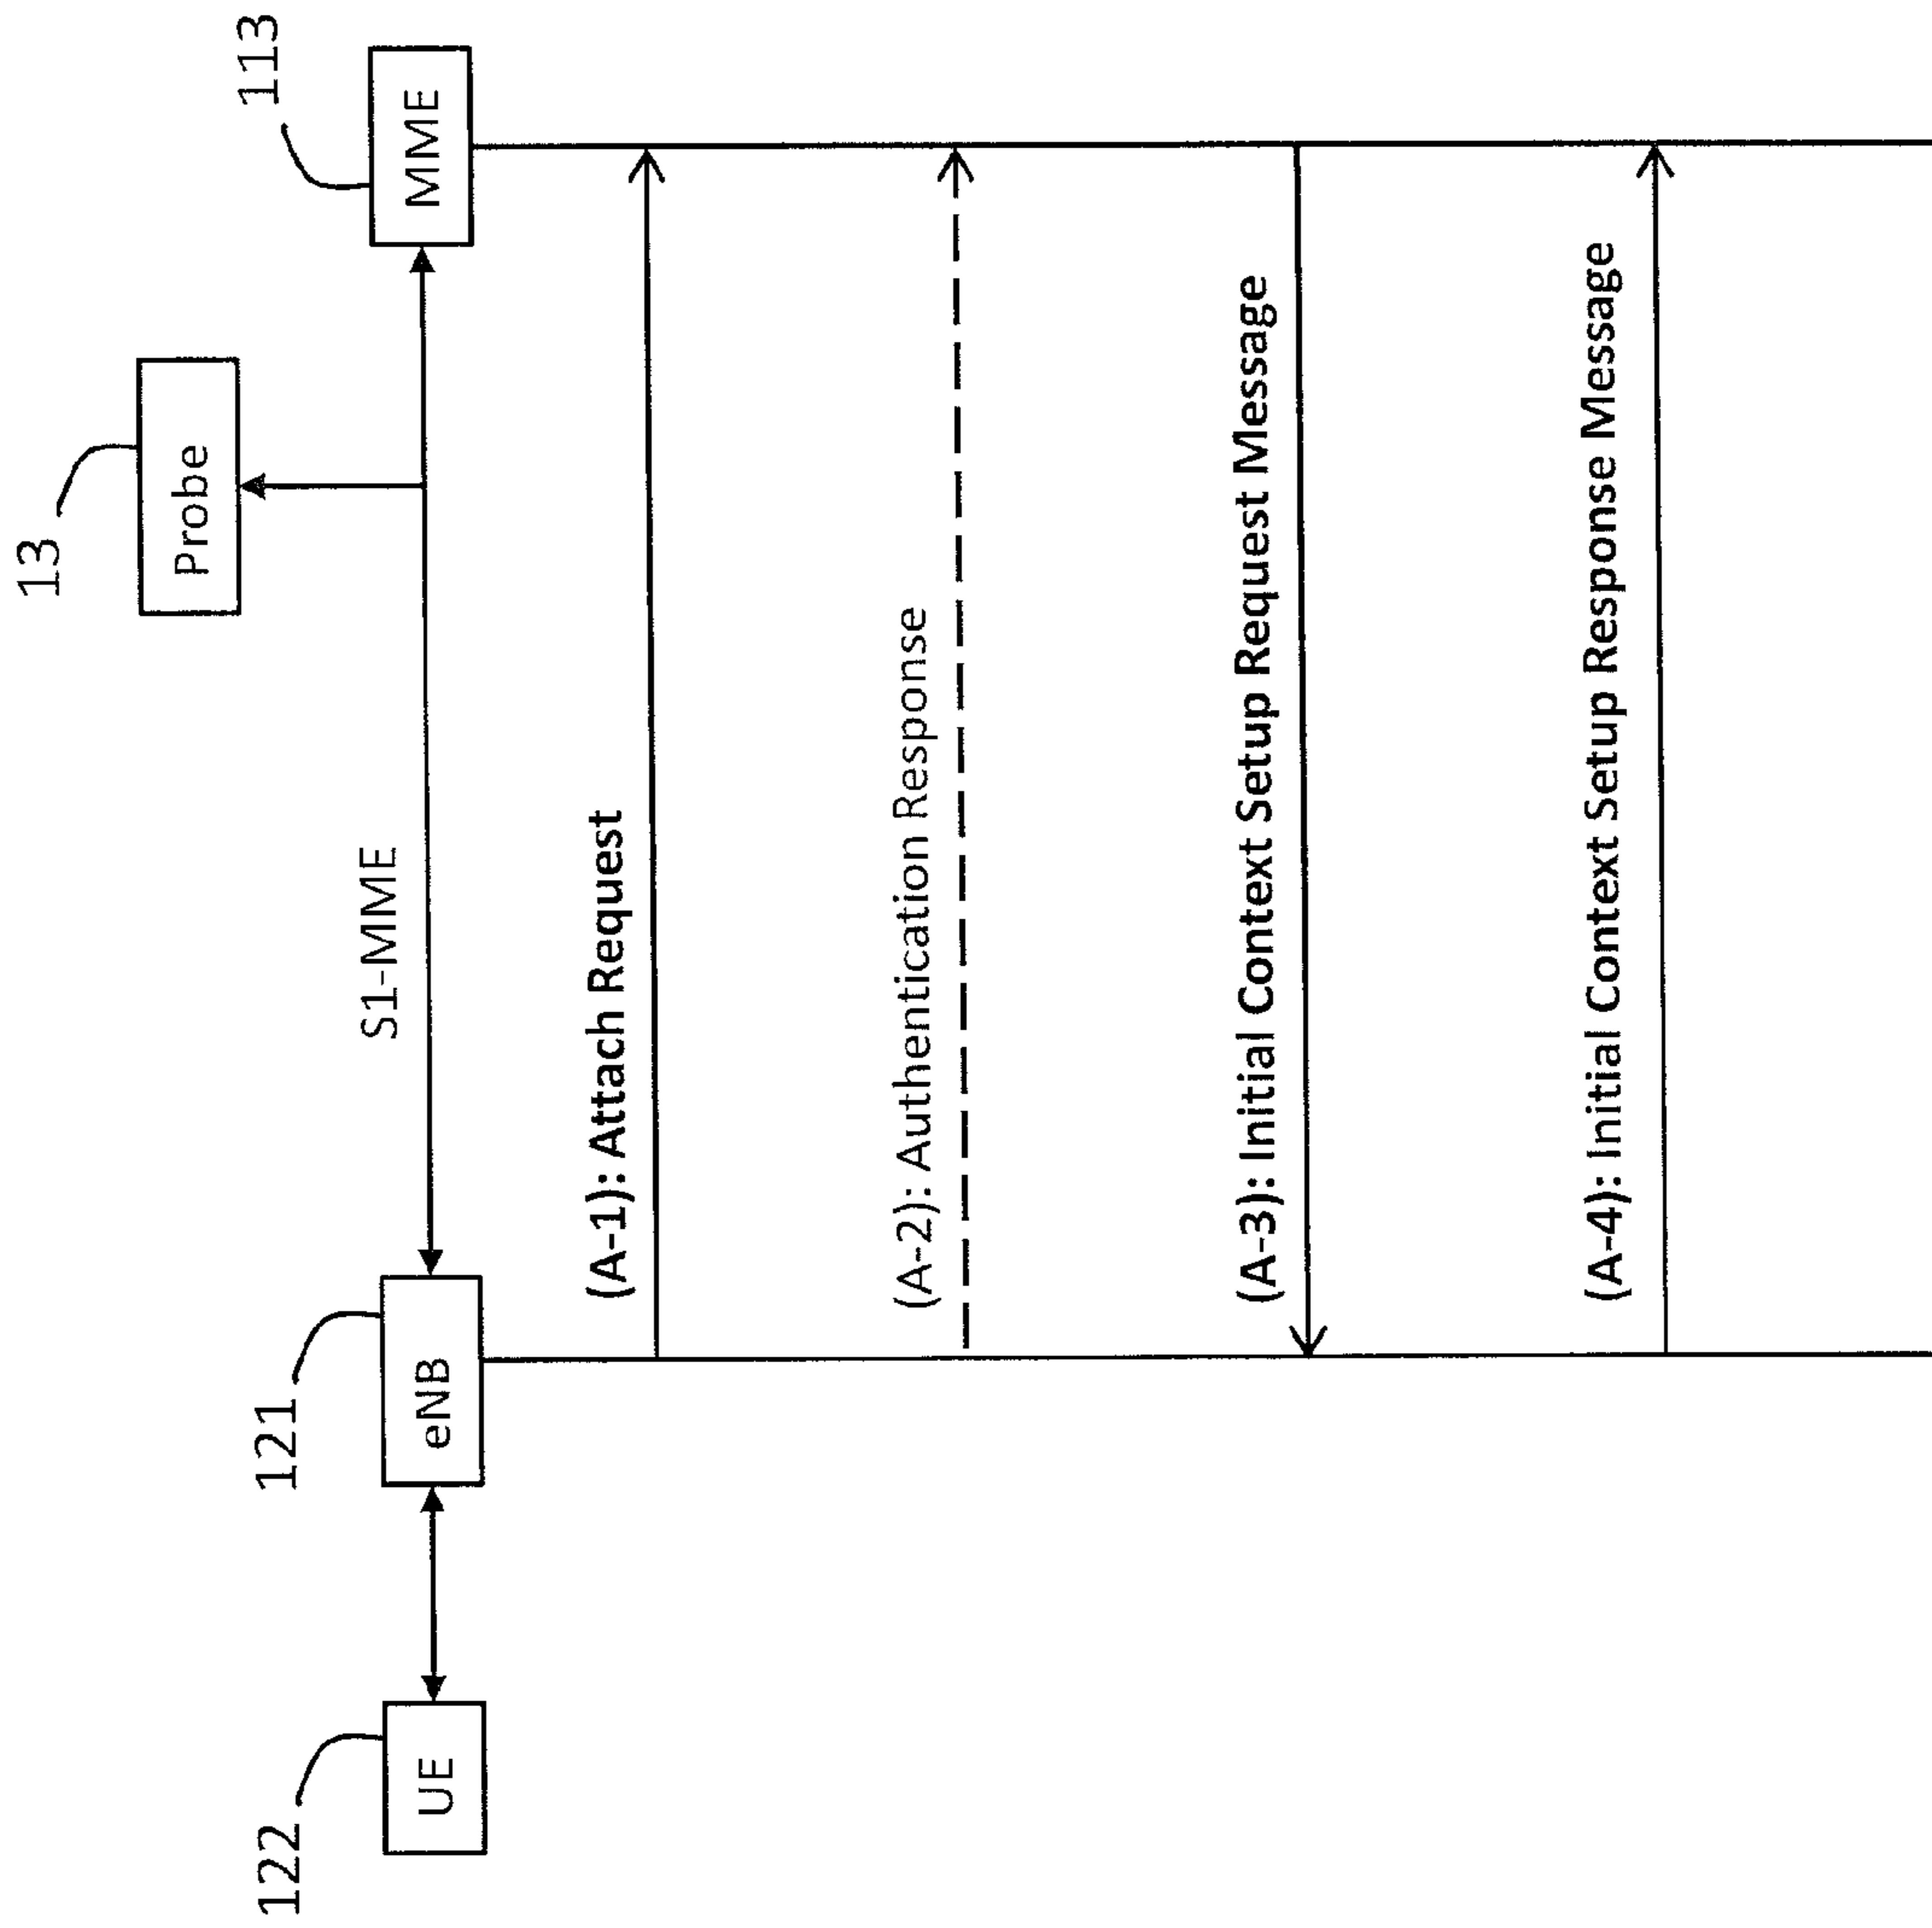 13
Probe
122
121
113
UE
eNB
S1-MME
MME
(A-1): Attach Request
(A-2): Authentication Response
(A-3): Initial Context Setup Request Message
(A-4): Initial Context Setup Response Message